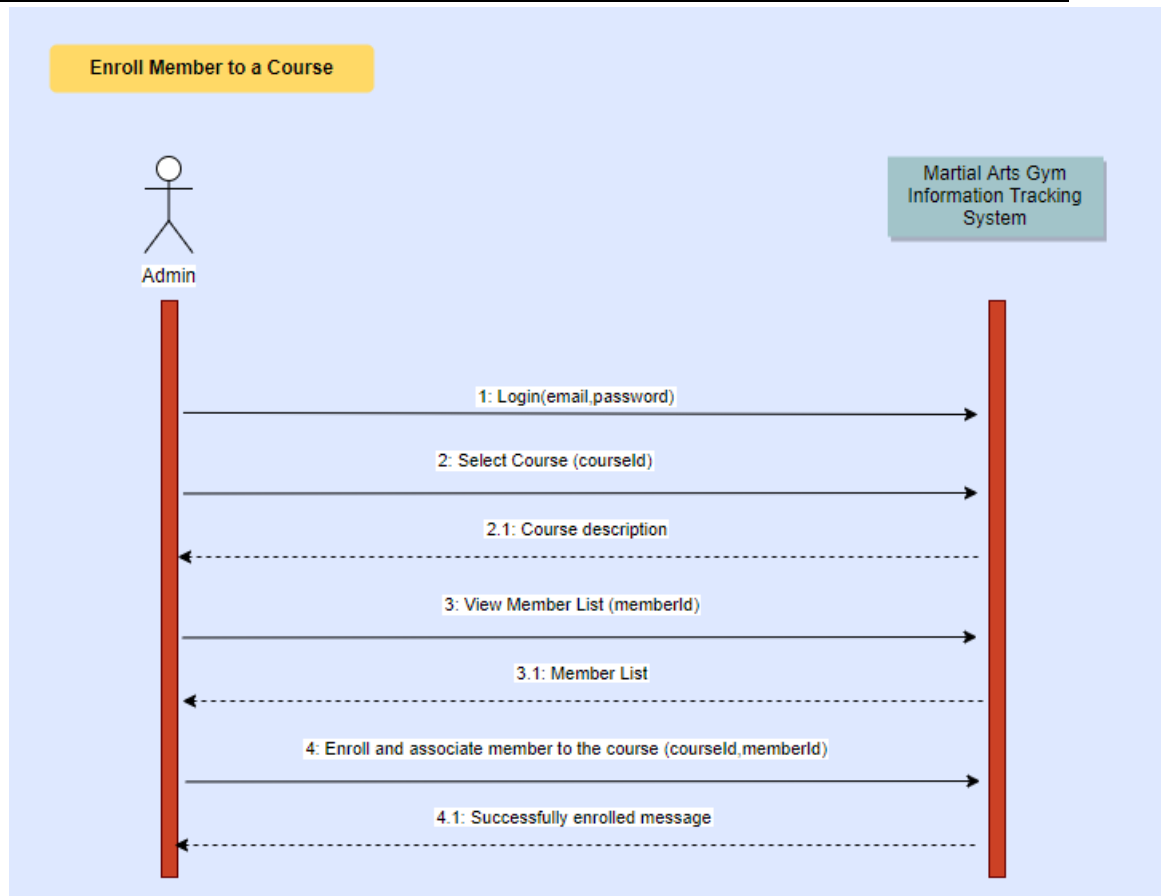 Enroll Member to a Course
Martial Arts Gym
Information Tracking
System
Admin
1: Login(email,password)
2: Select Course (courseId)
2.1: Course description
3: View Member List (memberId)
3.1: Member List
4: Enroll and associate member to the course (courseId,memberId)
4.1: Successfully enrolled message